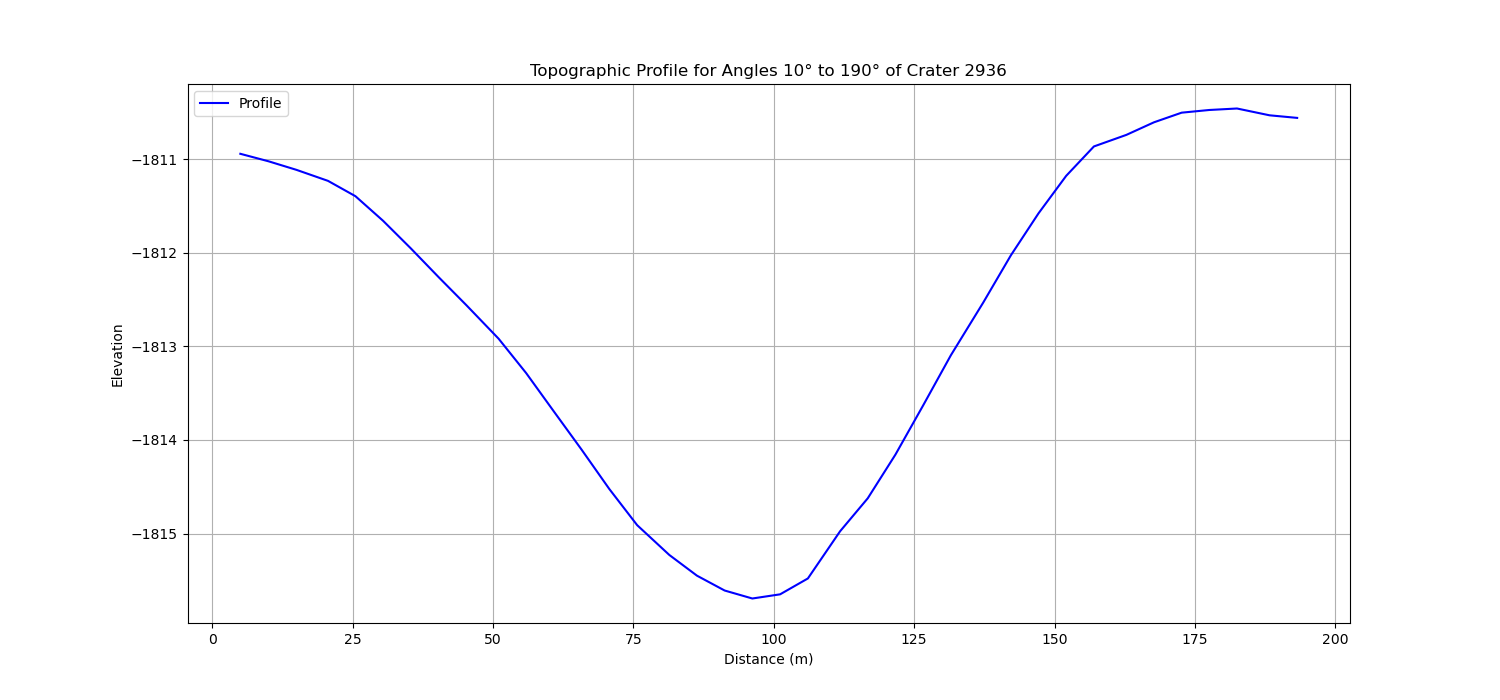 Topographic Profile for Angles 10° to 190° of Crater 2936
Profile
Elevation
−1811
−1812
−1813
−1814
−1815
0 25 50 75 100 125 150 175 200
Distance (m)